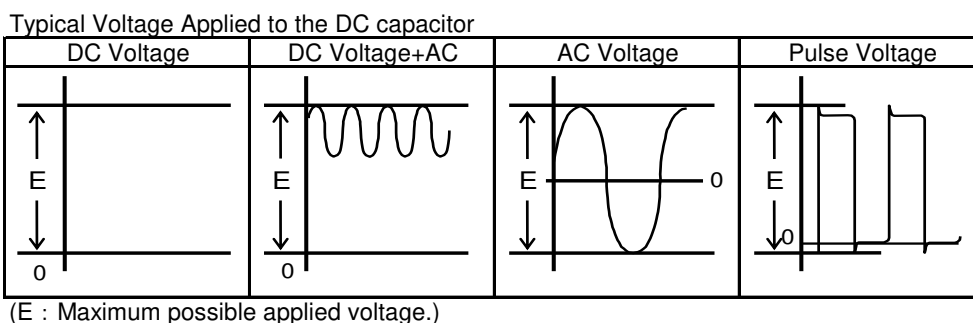 Typical Voltage Applied to the DC capacitor
DC Voltage DC Voltage+AC AC Voltage Pulse Voltage
E E E 0 E
0
0 0
(E : Maximum possible applied voltage.)